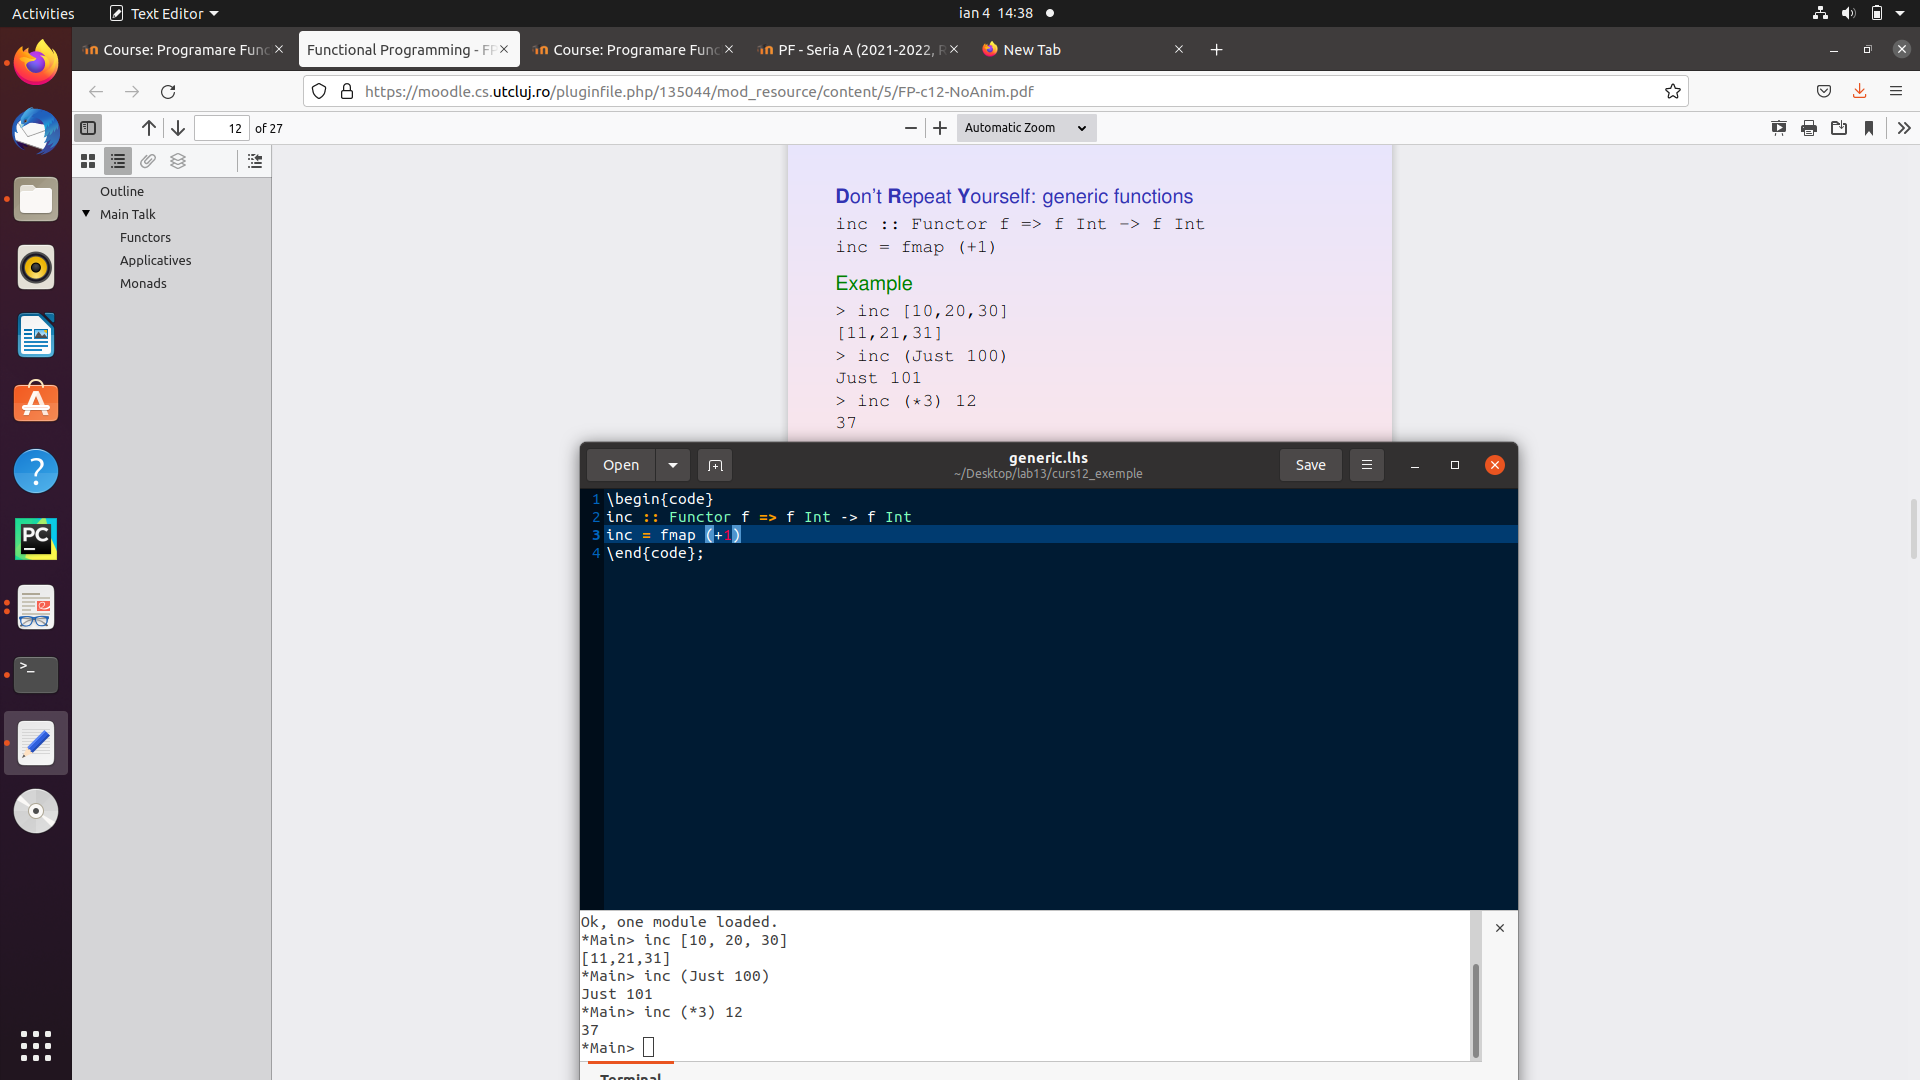 Activities
Text Editor
ian 4 14:38
Course: Programare Func
Functional Programming - FP
Course: Programare Func
PF - Seria A (2021-2022, R
New Tab
https://moodle.cs.utcluj.ro/pluginfile.php/135044/mod_resource/content/5/FP-c12-NoAnim.pdf
12 of 27
Automatic Zoom
Outline
Main Talk
Functors
Applicatives
Monads
Don't Repeat Yourself: generic functions
inc :: Functor f => f Int -> f Int
inc = fmap (+1)
Example
> inc [10,20,30]
[11,21,31]
> inc (Just 100)
Just 101
> inc (*3) 12
37
Open
generic.lhs
~/Desktop/lab13/curs12_exemple
Save
1 \begin{code}
2 inc :: Functor f => f Int -> f Int
3 inc = fmap (+1)
4 \end{code};
Ok, one module loaded.
*Main> inc [10, 20, 30]
[11,21,31]
*Main> inc (Just 100)
Just 101
*Main> inc (*3) 12
37
*Main>
Terminal
PC
>_